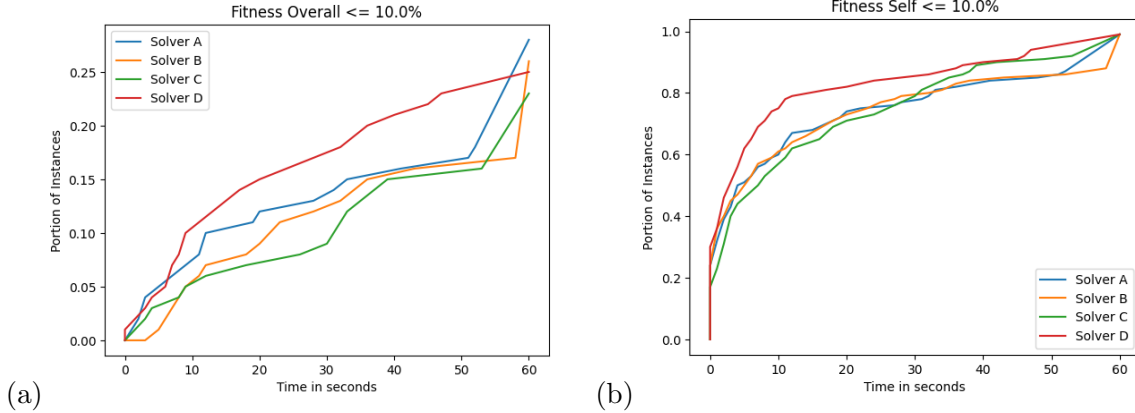 Fitness Overall <= 10.0%
Solver A
Solver B
Solver C
Solver D
Portion of Instances
0.25
0.20
0.15
0.10
0.05
0.00
0 10 20 30 40 50 60
Time in seconds
(a)
Fitness Self <= 10.0%
Portion of Instances
1.0
0.8
0.6
0.4
0.2
0.0
Solver A
Solver B
Solver C
Solver D
0 10 20 30 40 50 60
Time in seconds
(b)